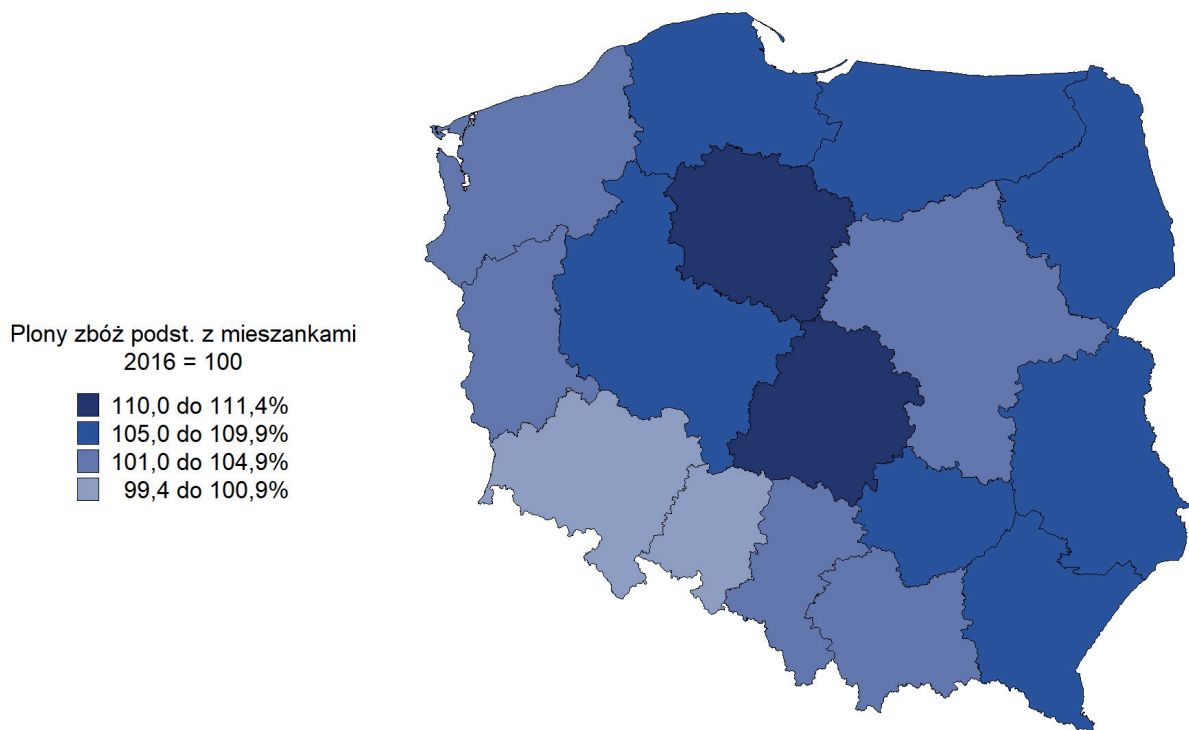 Plony zbóż podst. z mieszankami
2016 = 100
110,0 do 111,4%
105,0 do 109,9%
101,0 do 104,9%
99,4 do 100,9%